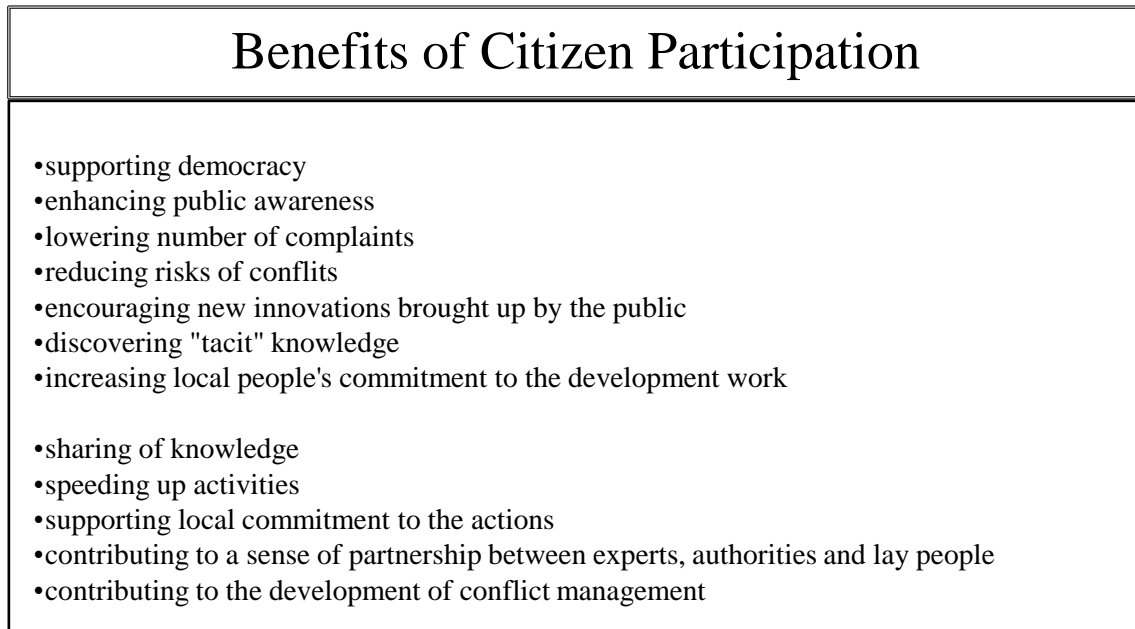 Benefits of Citizen Participation
•supporting democracy
•enhancing public awareness
•lowering number of complaints
•reducing risks of conflits
•encouraging new innovations brought up by the public
•discovering "tacit" knowledge
•increasing local people's commitment to the development work
•sharing of knowledge
•speeding up activities
•supporting local commitment to the actions
•contributing to a sense of partnership between experts, authorities and lay people
•contributing to the development of conflict management